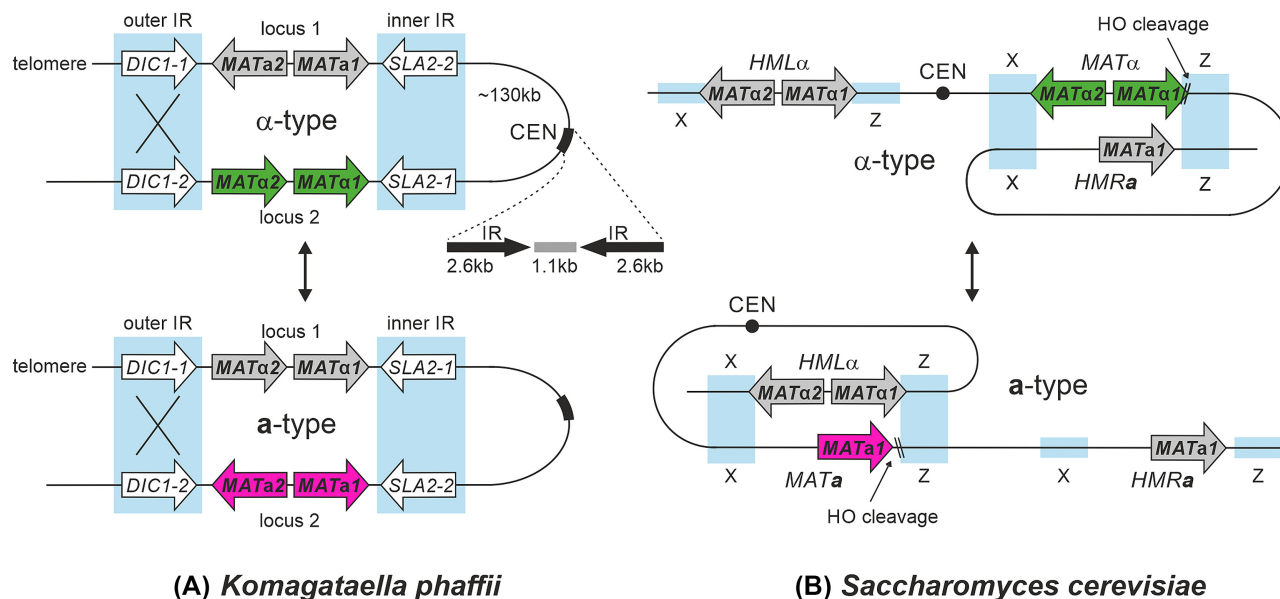 outer IR
locus 1
inner IR
telomere
DIC1-1
MATa2
MATa1
SLA2-2
~130kb
α-type
CEN
DIC1-2
MATα2
MATα1
SLA2-1
locus 2
IR
IR
2.6kb
1.1kb
2.6kb
outer IR
locus 1
inner IR
telomere
DIC1-1
MATα2
MATα1
SLA2-1
a-type
DIC1-2
MATa2
MATa1
SLA2-2
locus 2
(A) Komagataella phaffii
HO cleavage
HMLα
CEN
X
MATα
Z
MATα2
MATα1
MATα2
MATα1
X
Z
α-type
MATa1
X
HMRa
Z
CEN
X
HMLα
Z
MATα2
MATα1
a-type
MATa1
X
MATa1
X
MATa
Z
HMRa
Z
HO cleavage
(B) Saccharomyces cerevisiae